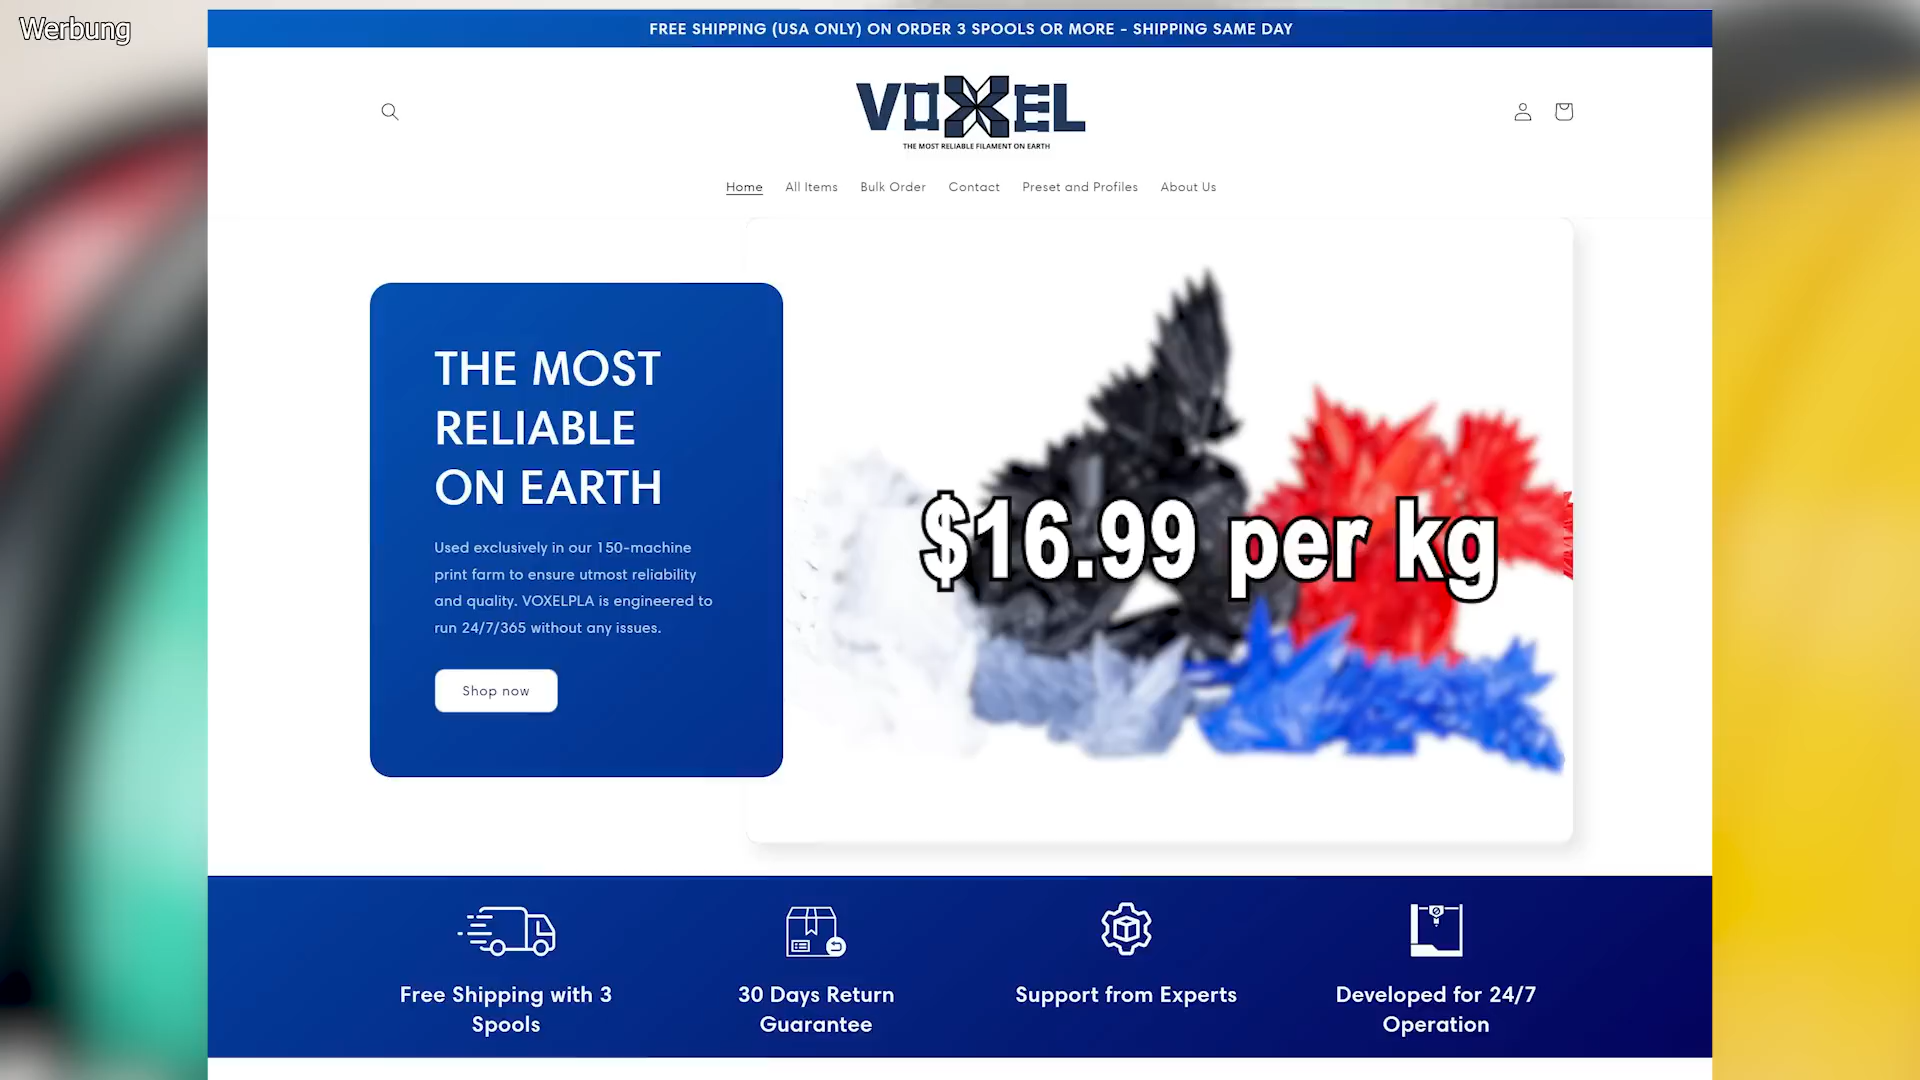 Werbung
FREE SHIPPING (USA ONLY) ON ORDER 3 SPOOLS OR MORE - SHIPPING SAME DAY
VOXEL
THE MOST RELIABLE FILAMENT ON EARTH
Home All Items Bulk Order Contact Preset and Profiles About Us
THE MOST
RELIABLE
ON EARTH
Used exclusively in our 150-machine
print farm to ensure utmost reliability
and quality. VOXELPLA is engineered to
run 24/7/365 without any issues.
Shop now
$16.99 per kg
Free Shipping with 3
Spools
30 Days Return
Guarantee
Support from Experts
Developed for 24/7
Operation